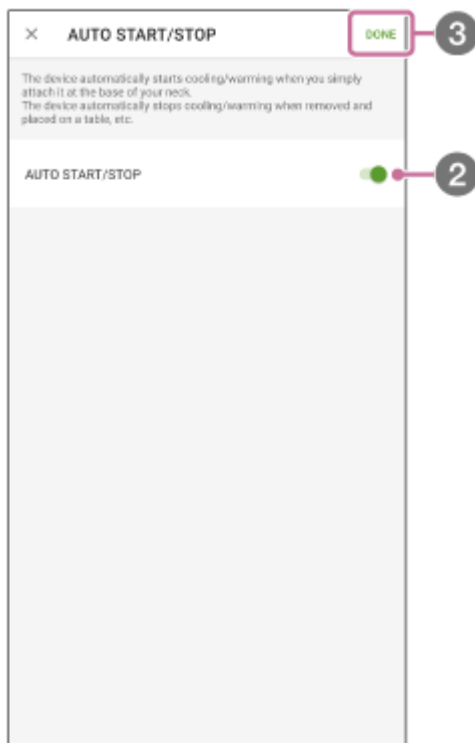 × AUTO START/STOP DONE 3
The device automatically starts cooling/warming when you simply
attach it at the base of your neck.
The device automatically stops cooling/warming when removed and
placed on a table, etc.
AUTO START/STOP 2